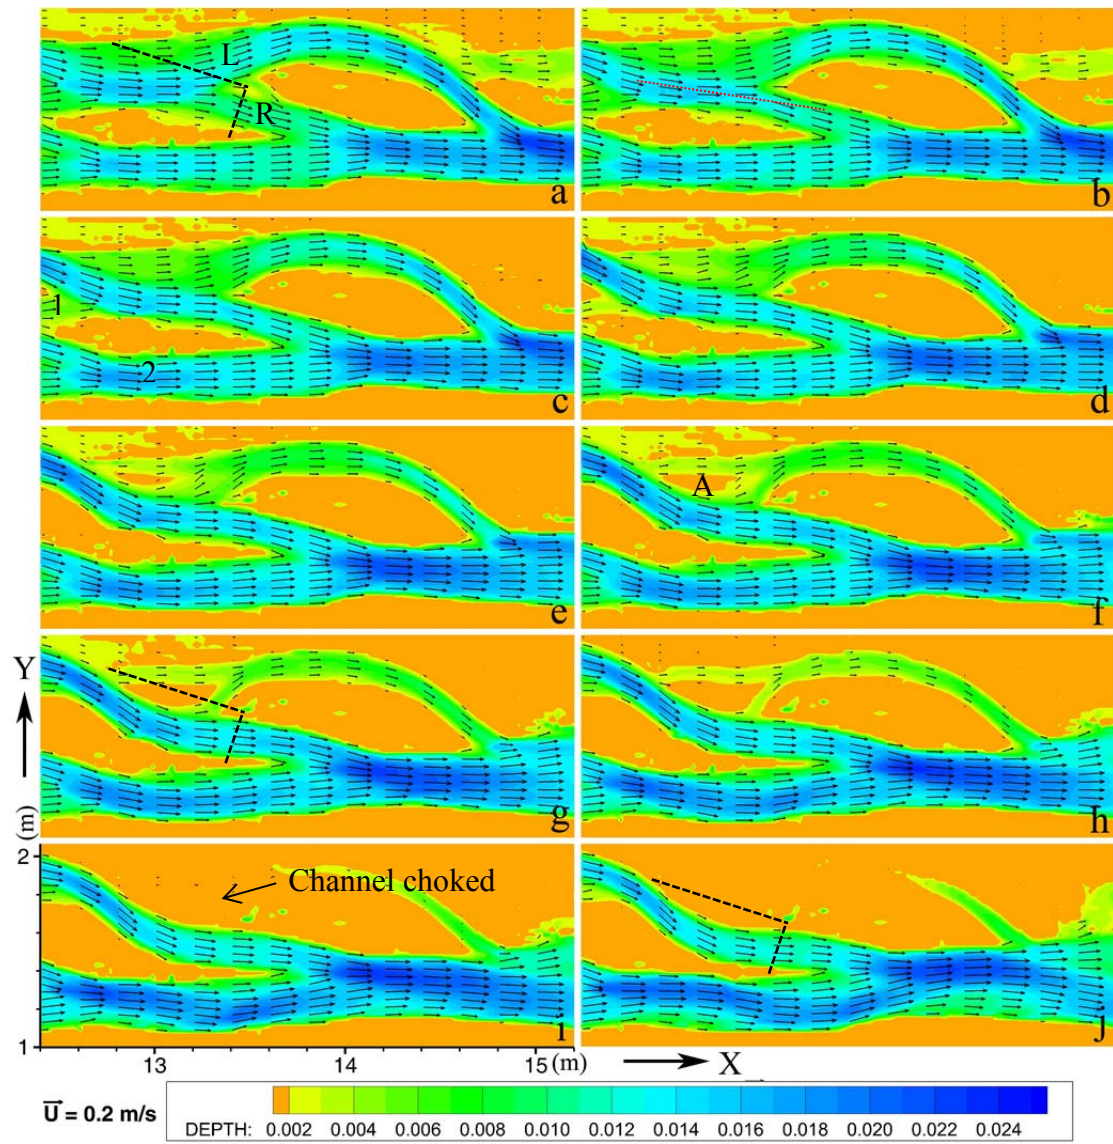 L
R
a
b
1
2
c
d
A
e
f
Y
(m)
g
h
2
Channel choked
1
i
j
13
14
15
(m)
X
U = 0.2 m/s
DEPTH: 0.002 0.004 0.006 0.008 0.010 0.012 0.014 0.016 0.018 0.020 0.022 0.024